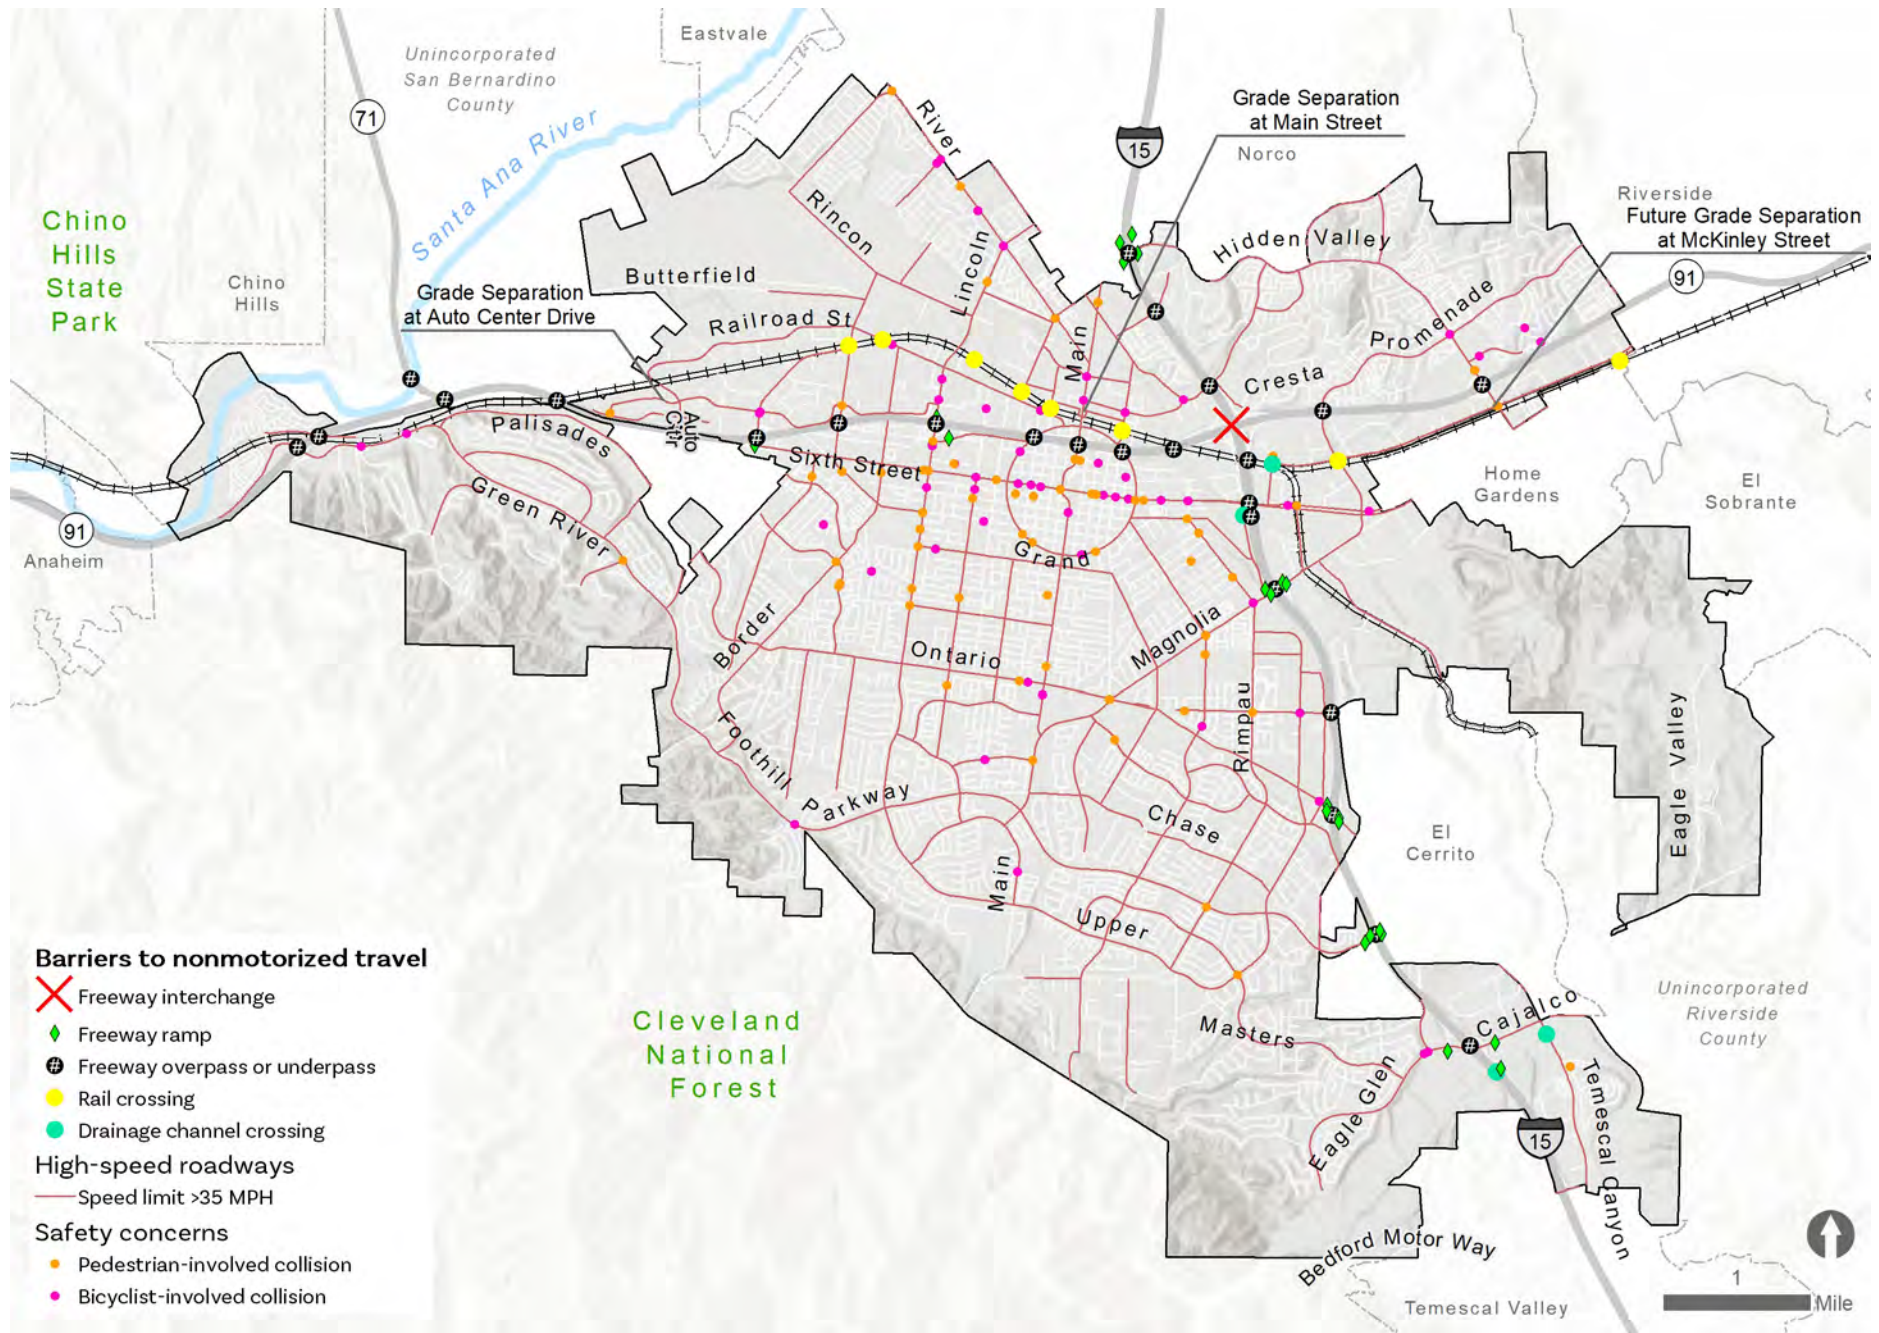 Eastvale
Unincorporated
San Bernardino
County
71
Santa Ana River
Chino
Hills
State
Park
Chino
Hills
Grade Separation
at Main Street
15
Norco
Riverside
Future Grade Separation
at McKinley Street
91
River
Rincon
Butterfield
Lincoln
Hidden Valley
Grade Separation
at Auto Center Drive
Railroad St
Main
Promenade
Cresta
Palisades
Auto
Ctr
Sixth Street
Green River
Home
Gardens
El
Sobrante
91
Anaheim
Grand
Border
Magnolia
Ontario
Rimpau
Foothill Parkway
Eagle Valley
Chase
El
Cerrito
Main
Upper
Cleveland
National
Forest
Masters
Cajalco
Unincorporated
Riverside
County
Eagle Glen
Temescal Canyon
15
Bedford Motor Way
Temescal Valley
1
Mile
Barriers to nonmotorized travel
Freeway interchange
Freeway ramp
# Freeway overpass or underpass
Rail crossing
Drainage channel crossing
High-speed roadways
Speed limit >35 MPH
Safety concerns
Pedestrian-involved collision
Bicyclist-involved collision